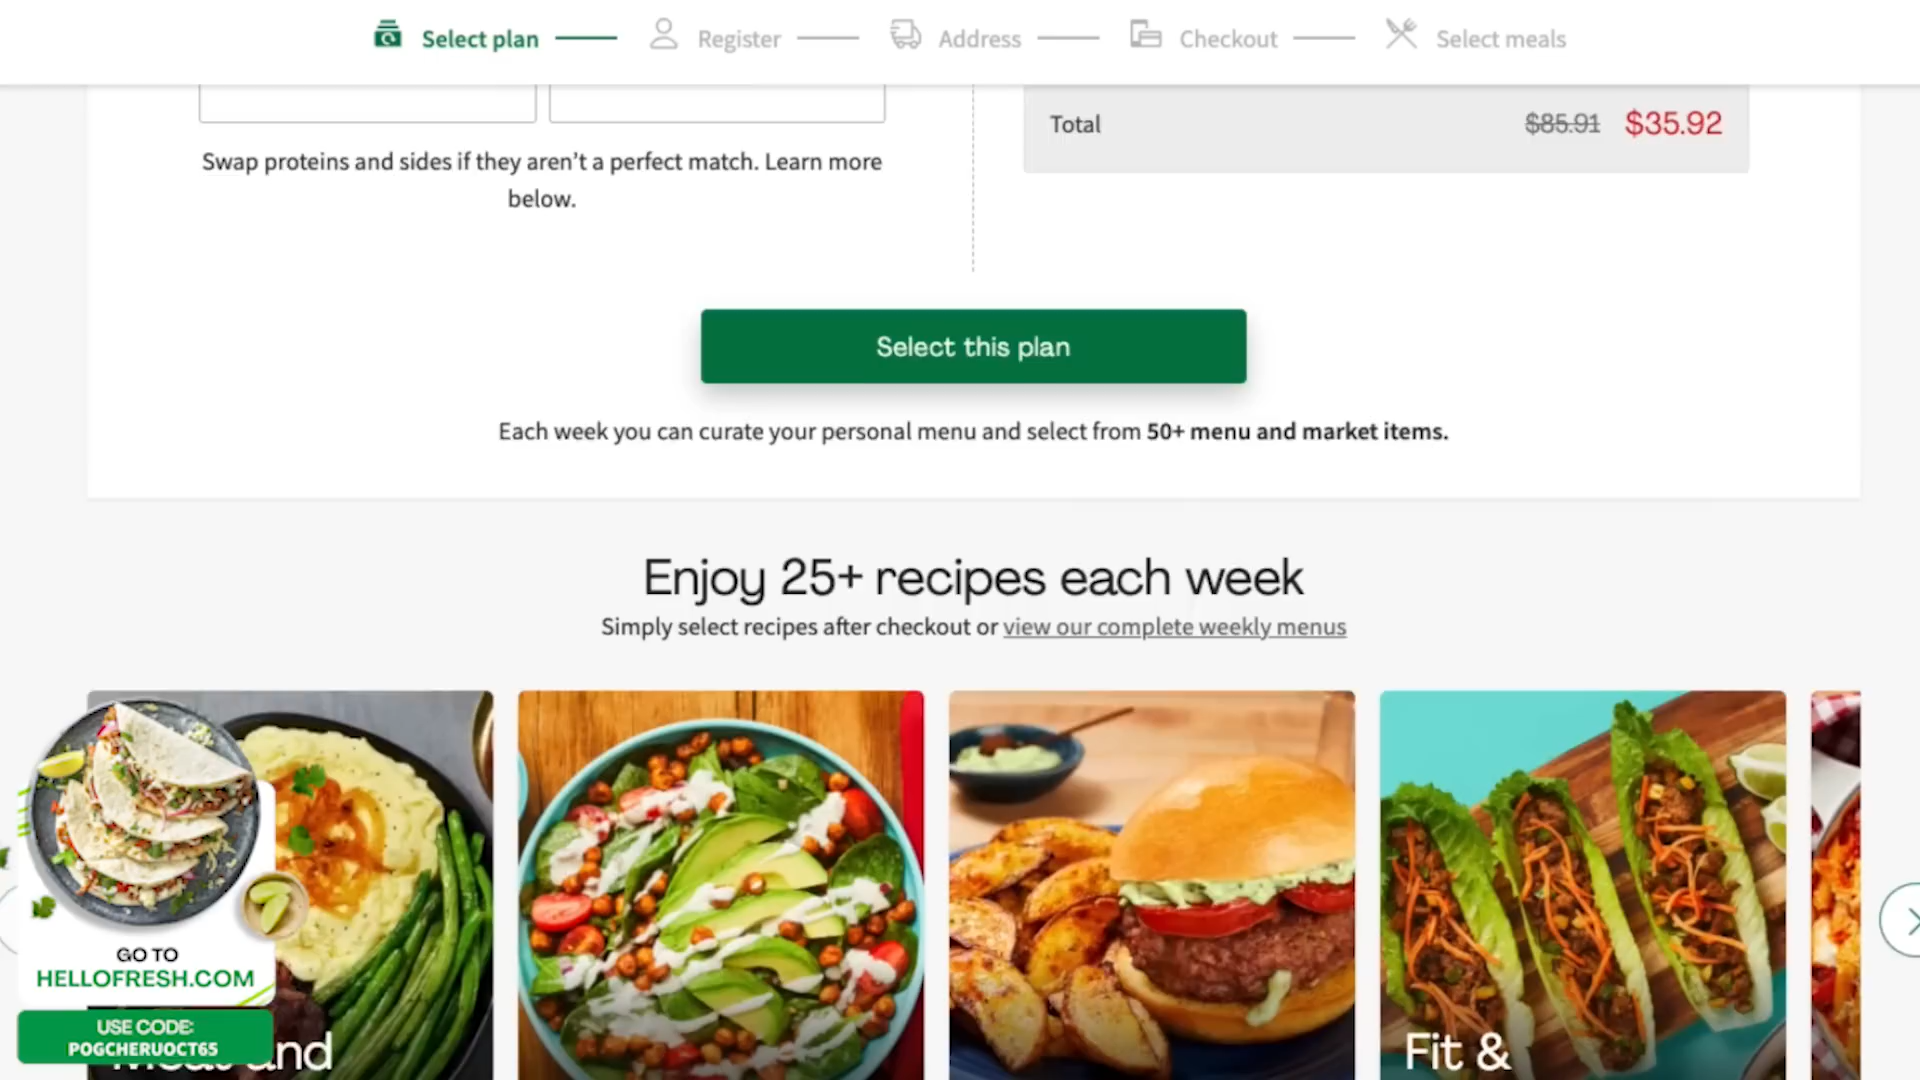 Select plan
Register
Address
Checkout
Select meals
Total $85.91 $35.92
Swap proteins and sides if they aren't a perfect match. Learn more
below.
Select this plan
Each week you can curate your personal menu and select from 50+ menu and market items.
Enjoy 25+ recipes each week
Simply select recipes after checkout or view our complete weekly menus
GO TO
HELLOFRESH.COM
USE CODE:
POGCHERUOCT65
Meat and
Fit &